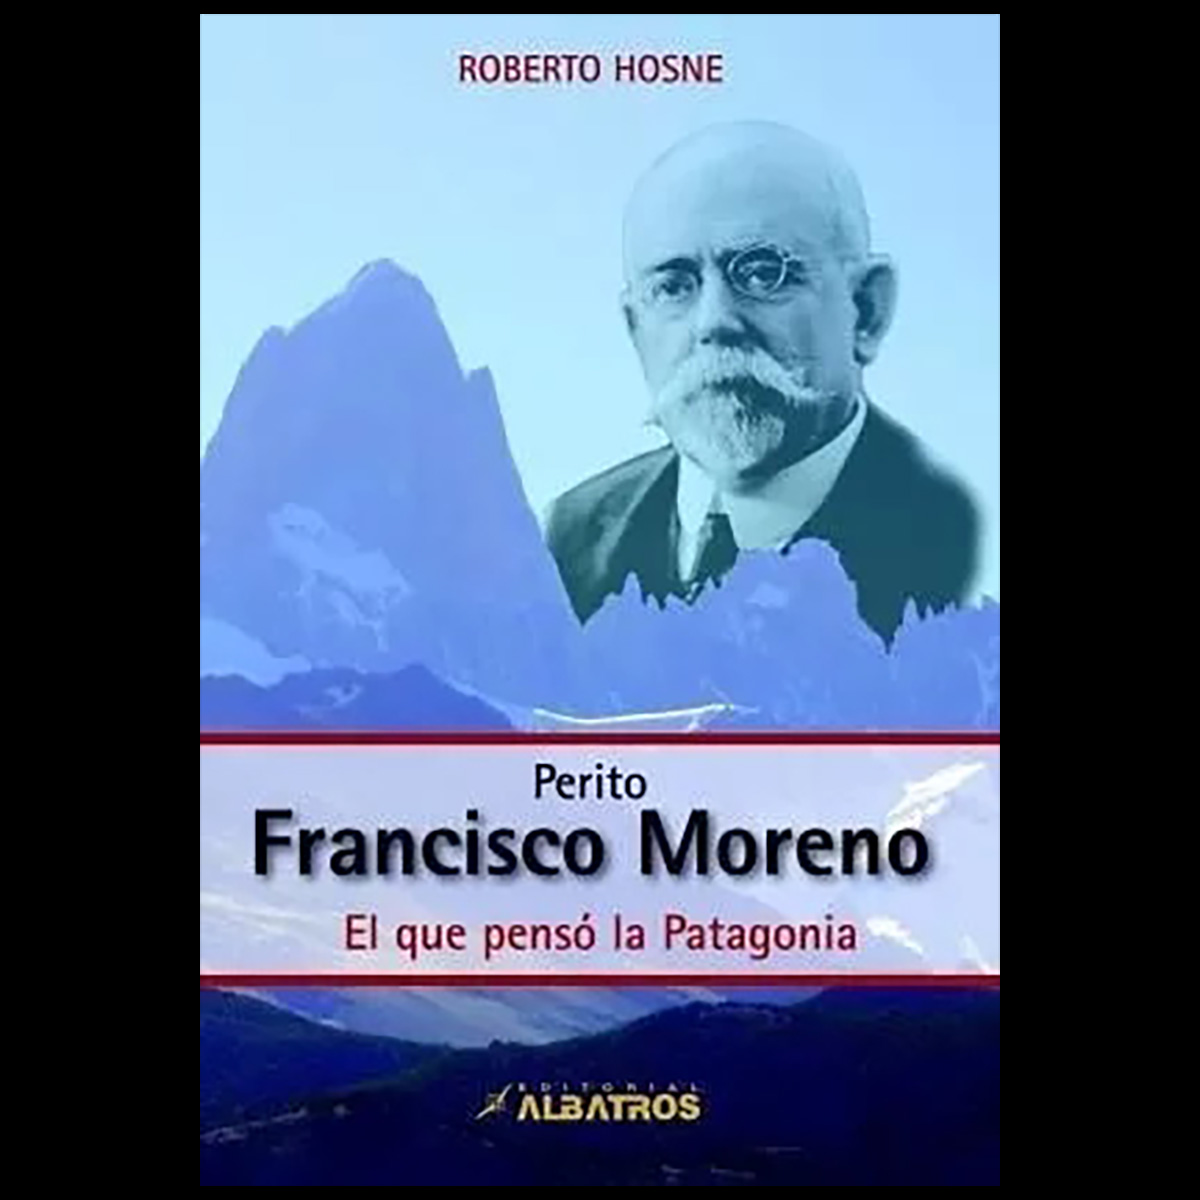 ROBERTO HOSNE
Perito
Francisco Moreno
El que pensó la Patagonia
EDITORIAL
ALBATROS